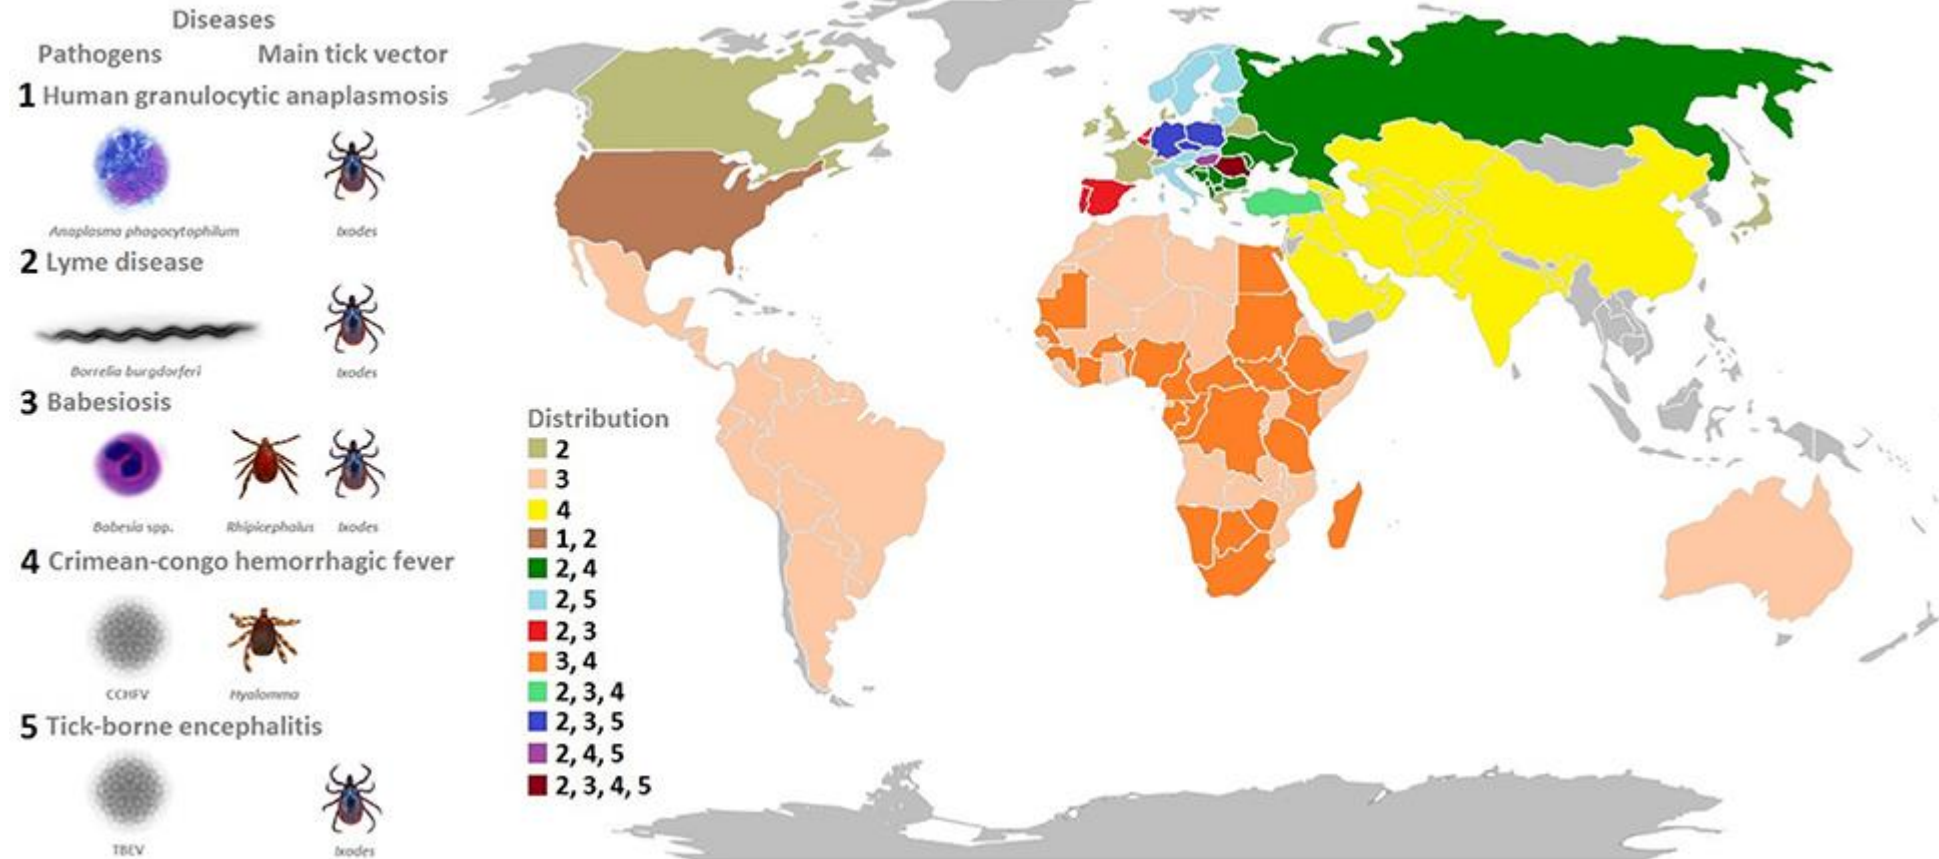 Diseases
Pathogens Main tick vector
1 Human granulocytic anaplasmosis
Anaplasma phagocytophilum Ixodes
2 Lyme disease
Borrelia burgdorferi Ixodes
3 Babesiosis
Babesia spp. Rhipicephalus Ixodes
4 Crimean-congo hemorrhagic fever
CCHFV Hyalomma
5 Tick-borne encephalitis
TBEV Ixodes
Distribution
2
3
4
1, 2
2, 4
2, 5
2, 3
3, 4
2, 3, 4
2, 3, 5
2, 4, 5
2, 3, 4, 5